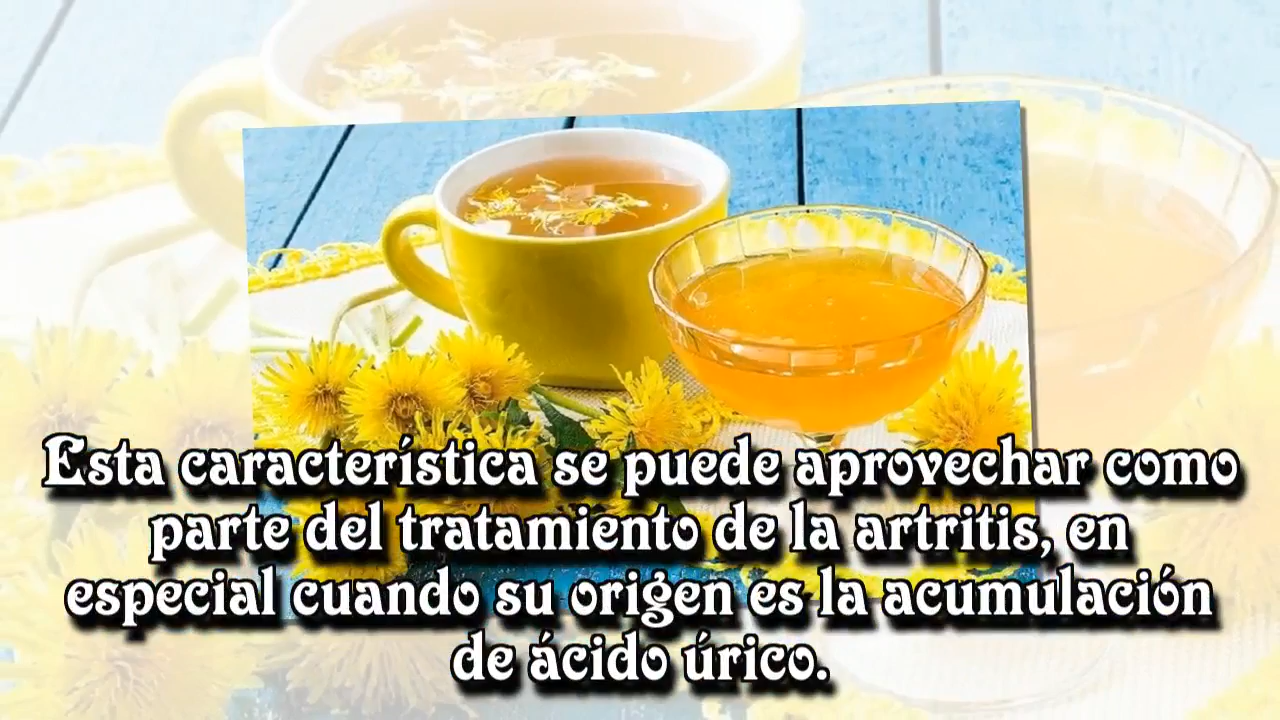 Esta característica se puede aprovechar como
parte del tratamiento de la artritis, en
especial cuando su origen es la acumulación
de ácido úrico.